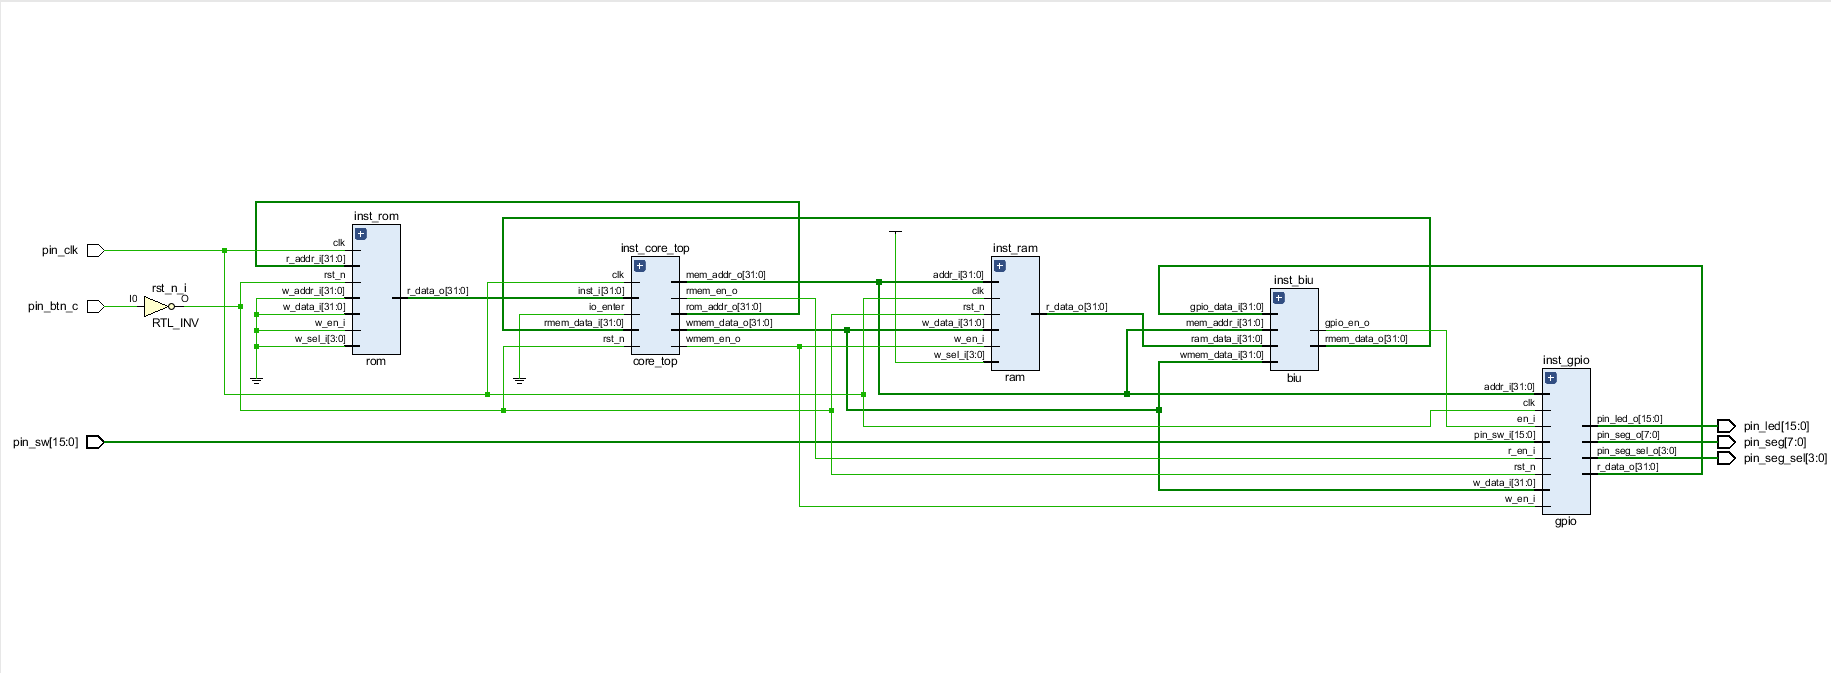 pin_clk
pin_btn_c
pin_sw[15:0]
rst_n_i
I0
O
RTL_INV
inst_rom
clk
r_addr_i[31:0]
rst_n
w_addr_i[31:0]
w_data_i[31:0]
w_en_i
w_sel_i[3:0]
r_data_o[31:0]
rom
inst_core_top
clk
inst_i[31:0]
io_enter
rmem_data_i[31:0]
rst_n
mem_addr_o[31:0]
rmem_en_o
rom_addr_o[31:0]
wmem_data_o[31:0]
wmem_en_o
core_top
inst_ram
addr_i[31:0]
clk
rst_n
w_data_i[31:0]
w_en_i
w_sel_i[3:0]
r_data_o[31:0]
ram
inst_biu
gpio_data_i[31:0]
mem_addr_i[31:0]
ram_data_i[31:0]
wmem_data_i[31:0]
gpio_en_o
rmem_data_o[31:0]
biu
inst_gpio
addr_i[31:0]
clk
en_i
pin_sw_i[15:0]
r_en_i
rst_n
w_data_i[31:0]
w_en_i
pin_led_o[15:0]
pin_seg_o[7:0]
pin_seg_sel_o[3:0]
r_data_o[31:0]
gpio
pin_led[15:0]
pin_seg[7:0]
pin_seg_sel[3:0]